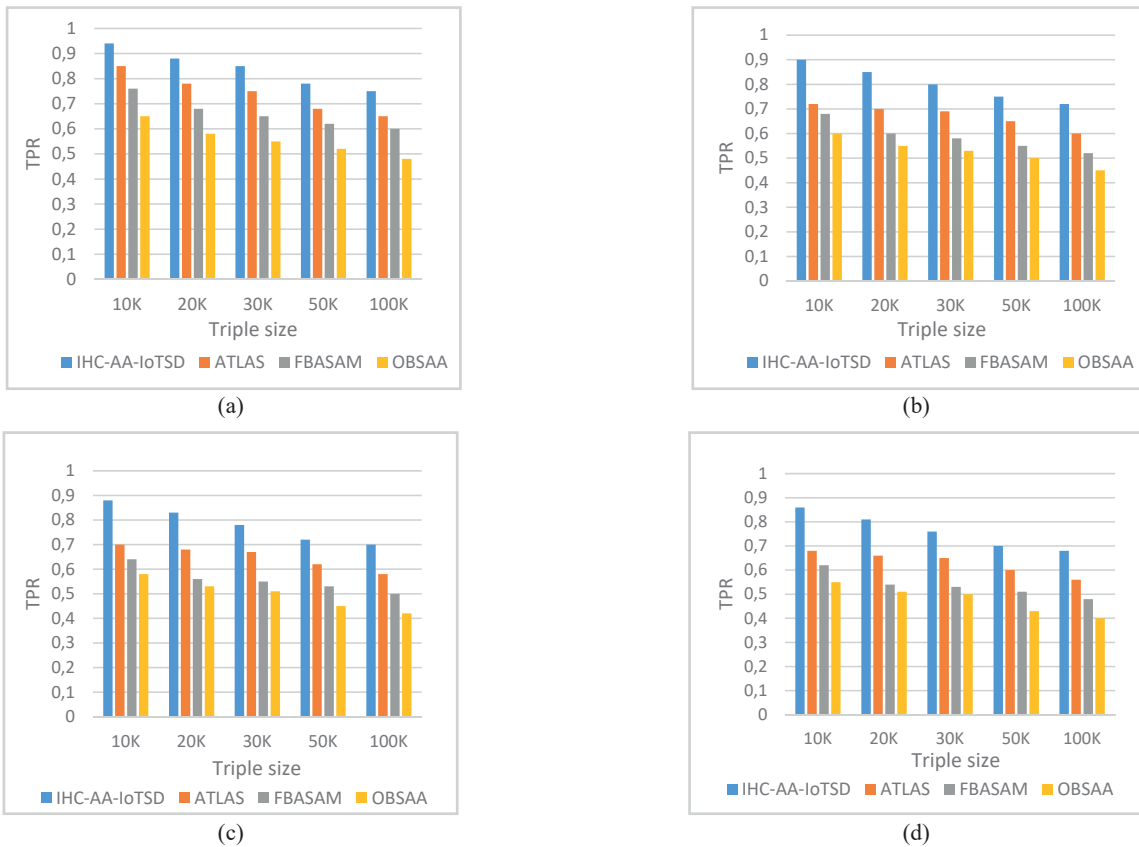 1
0,9
0,8
0,7
0,6
0,5
0,4
0,3
0,2
0,1
0
TPR
10K 20K 30K 50K 100K
Triple size
IHC-AA-IoTSD ATLAS FBASAM OBSAA
(a)
1
0,9
0,8
0,7
0,6
0,5
0,4
0,3
0,2
0,1
0
TPR
10K 20K 30K 50K 100K
Triple size
IHC-AA-IoTSD ATLAS FBASAM OBSAA
(b)
1
0,9
0,8
0,7
0,6
0,5
0,4
0,3
0,2
0,1
0
TPR
10K 20K 30K 50K 100K
Triple size
IHC-AA-IoTSD ATLAS FBASAM OBSAA
(c)
1
0,9
0,8
0,7
0,6
0,5
0,4
0,3
0,2
0,1
0
TPR
10K 20K 30K 50K 100K
Triple size
IHC-AA-IoTSD ATLAS FBASAM OBSAA
(d)